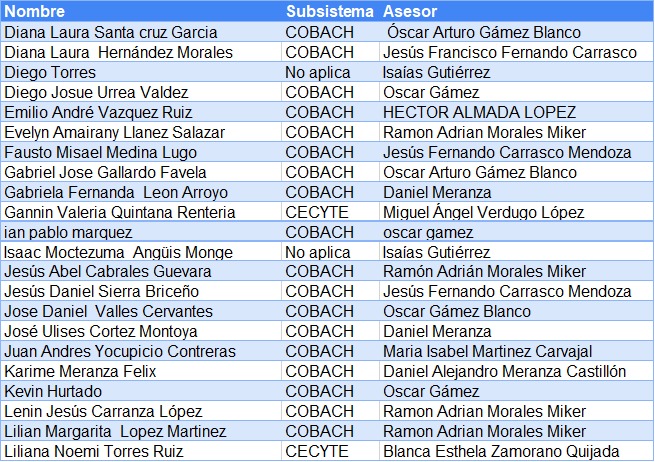 Nombre Subsistema Asesor
Diana Laura Santa cruz Garcia COBACH Óscar Arturo Gámez Blanco
Diana Laura  Hernández Morales COBACH Jesús Francisco Fernando Carrasco
Diego Torres No aplica Isaías Gutiérrez
Diego Josue Urrea Valdez COBACH Oscar Gámez
Emilio André Vazquez Ruiz COBACH HECTOR ALMADA LOPEZ
Evelyn Amairany Llanez Salazar COBACH Ramon Adrian Morales Miker
Fausto Misael Medina Lugo COBACH Jesús Fernando Carrasco Mendoza
Gabriel Jose Gallardo Favela COBACH Oscar Arturo Gámez Blanco
Gabriela Fernanda  Leon Arroyo COBACH Daniel Meranza
Gannin Valeria Quintana Renteria CECYTE Miguel Ángel Verdugo López
ian pablo marquez COBACH oscar gamez
Isaac Moctezuma  Angüis Monge No aplica Isaías Gutiérrez
Jesús Abel Cabrales Guevara COBACH Ramón Adrián Morales Miker
Jesús Daniel Sierra Briceño COBACH Jesús Fernando Carrasco Mendoza
Jose Daniel  Valles Cervantes COBACH Oscar Gámez Blanco
José Ulises Cortez Montoya COBACH Daniel Meranza
Juan Andres Yocupicio Contreras COBACH Maria Isabel Martinez Carvajal
Karime Meranza Felix COBACH Daniel Alejandro Meranza Castillón
Kevin Hurtado COBACH Oscar Gámez
Lenin Jesús Carranza López COBACH Ramon Adrian Morales Miker
Lilian Margarita  Lopez Martinez COBACH Ramon Adrian Morales Miker
Liliana Noemi Torres Ruiz CECYTE Blanca Esthela Zamorano Quijada